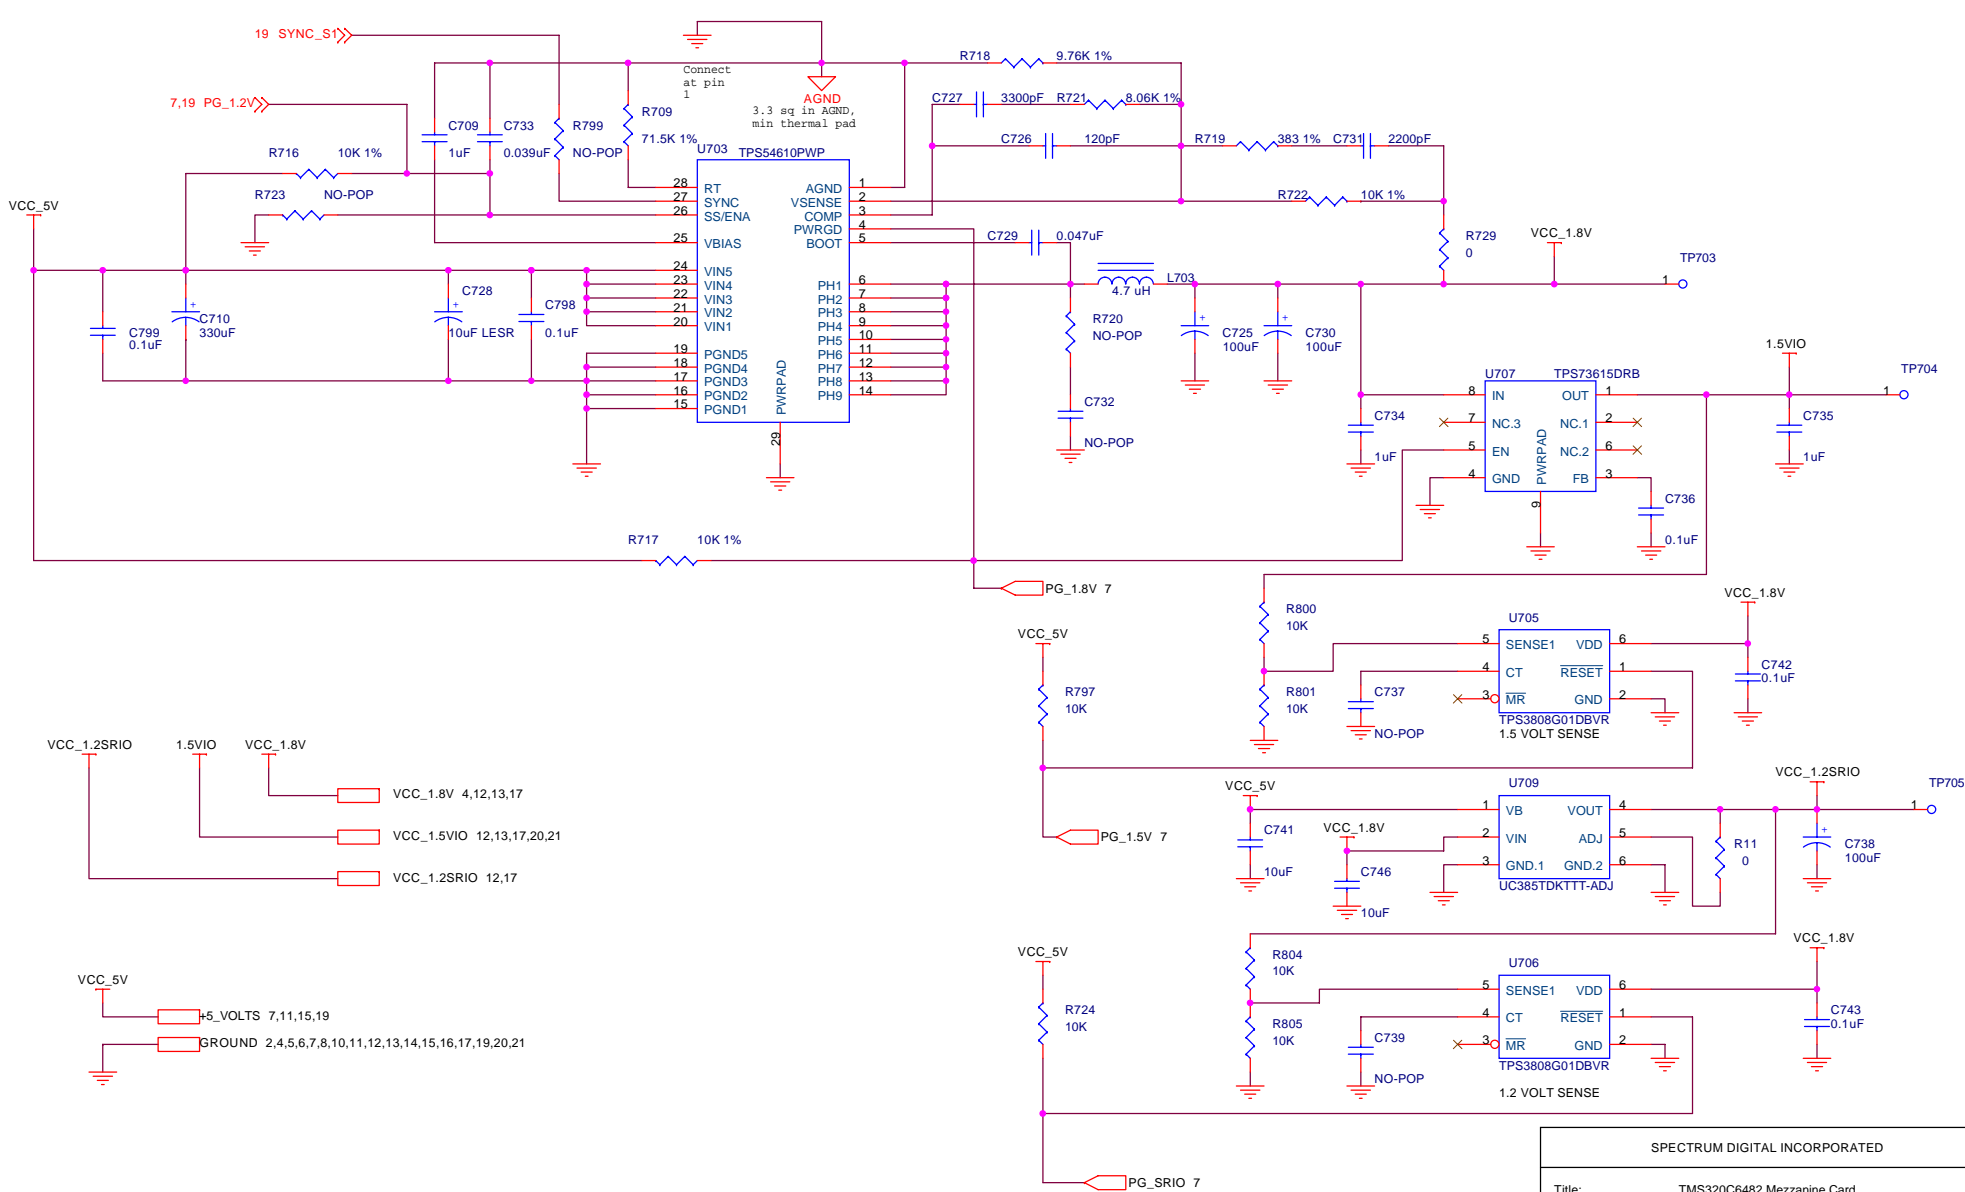 19 SYNC_S1
7,19 PG_1.2V
R716 10K 1%
R723 NO-POP
VCC_5V
C709
1uF
C733
0.039uF
R799
NO-POP
R709
71.5K 1%
Connect
at pin
1
AGND
3.3 sq in AGND,
min thermal pad
U703 TPS54610PWP
28 RT
27 SYNC
26 SS/ENA
25 VBIAS
24 VIN5
23 VIN4
22 VIN3
21 VIN2
20 VIN1
19 PGND5
18 PGND4
17 PGND3
16 PGND2
15 PGND1
AGND 1
VSENSE 2
COMP 3
PWRGD 4
BOOT 5
PH1 6
PH2 7
PH3 8
PH4 9
PH5 10
PH6 11
PH7 12
PH8 13
PH9 14
PWRPAD
29
C799
0.1uF
C710
330uF
C728
10uF LESR
C798
0.1uF
R718 9.76K 1%
C727 3300pF R721 8.06K 1%
C726 120pF
R719 383 1% C731 2200pF
R722 10K 1%
C729 0.047uF
R729
0
VCC_1.8V
TP703
1
L703
4.7 uH
R720
NO-POP
C732
NO-POP
C725
100uF
C730
100uF
1.5VIO
TP704
1
U707 TPS73615DRB
8 IN
7 NC.3
5 EN
4 GND
OUT 1
NC.1 2
NC.2 6
FB 3
PWRPAD
9
C734
1uF
C735
1uF
C736
0.1uF
R717 10K 1%
PG_1.8V 7
VCC_5V
R797
10K
PG_1.5V 7
R800
10K
R801
10K
U705
5 SENSE1
4 CT
3 MR
VDD 6
RESET 1
GND 2
TPS3808G01DBVR
1.5 VOLT SENSE
C737
NO-POP
VCC_1.8V
C742
0.1uF
VCC_1.2SRIO 1.5VIO VCC_1.8V
VCC_1.8V 4,12,13,17
VCC_1.5VIO 12,13,17,20,21
VCC_1.2SRIO 12,17
VCC_5V
C741
10uF
VCC_1.8V
C746
10uF
U709
1 VB
2 VIN
3 GND.1
VOUT 4
ADJ 5
GND.2 6
UC385TDKTTT-ADJ
R11
0
VCC_1.2SRIO
C738
100uF
TP705
1
VCC_5V
+5_VOLTS 7,11,15,19
GROUND 2,4,5,6,7,8,10,11,12,13,14,15,16,17,19,20,21
VCC_5V
R724
10K
PG_SRIO 7
R804
10K
R805
10K
U706
5 SENSE1
4 CT
3 MR
VDD 6
RESET 1
GND 2
TPS3808G01DBVR
1.2 VOLT SENSE
C739
NO-POP
VCC_1.8V
C743
0.1uF
SPECTRUM DIGITAL INCORPORATED
Title: TMS320C6482 Mezzanine Card